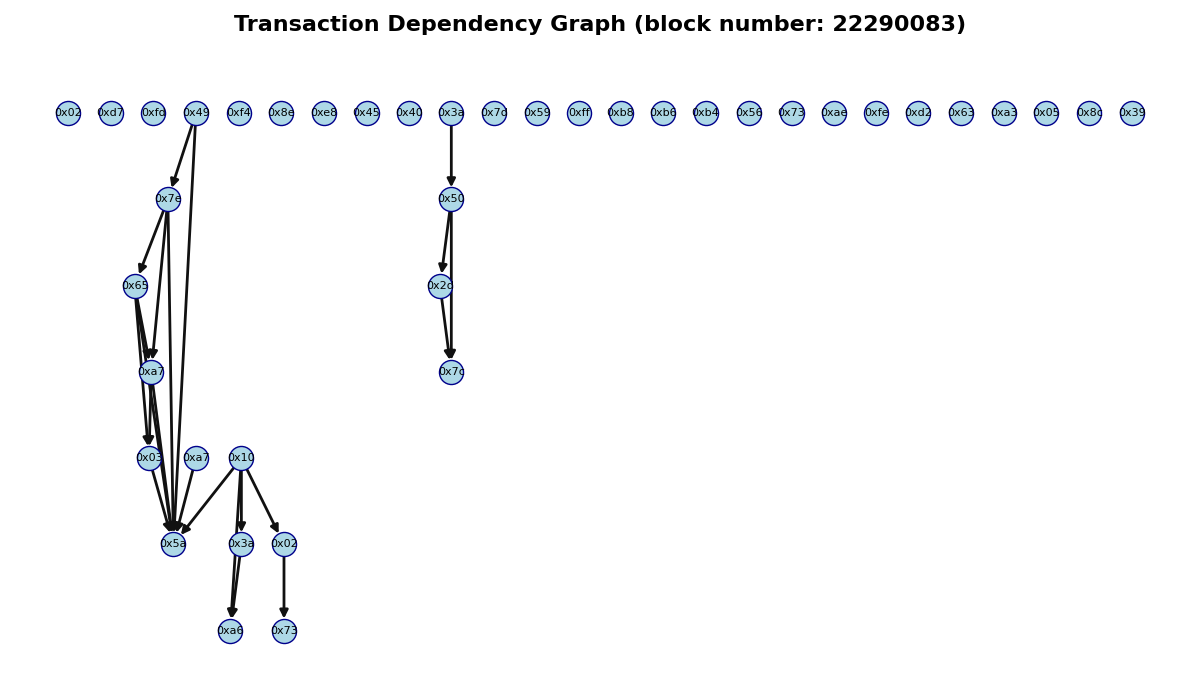 Transaction Dependency Graph (block number: 22290083)
0x02 0xd7 0xfd 0x49 0xf4 0x8e 0xe8 0x45 0x40 0x3a 0x7d 0x59 0xff 0xb8 0xb6 0xb4 0x56 0x73 0xae 0xfe 0xd2 0x63 0xa3 0x05 0x8c 0x39
0x7e 0x50
0x65
0xa7
0x03 0xa7 0x10
0x5a 0x3a 0x02
0xa6 0x73